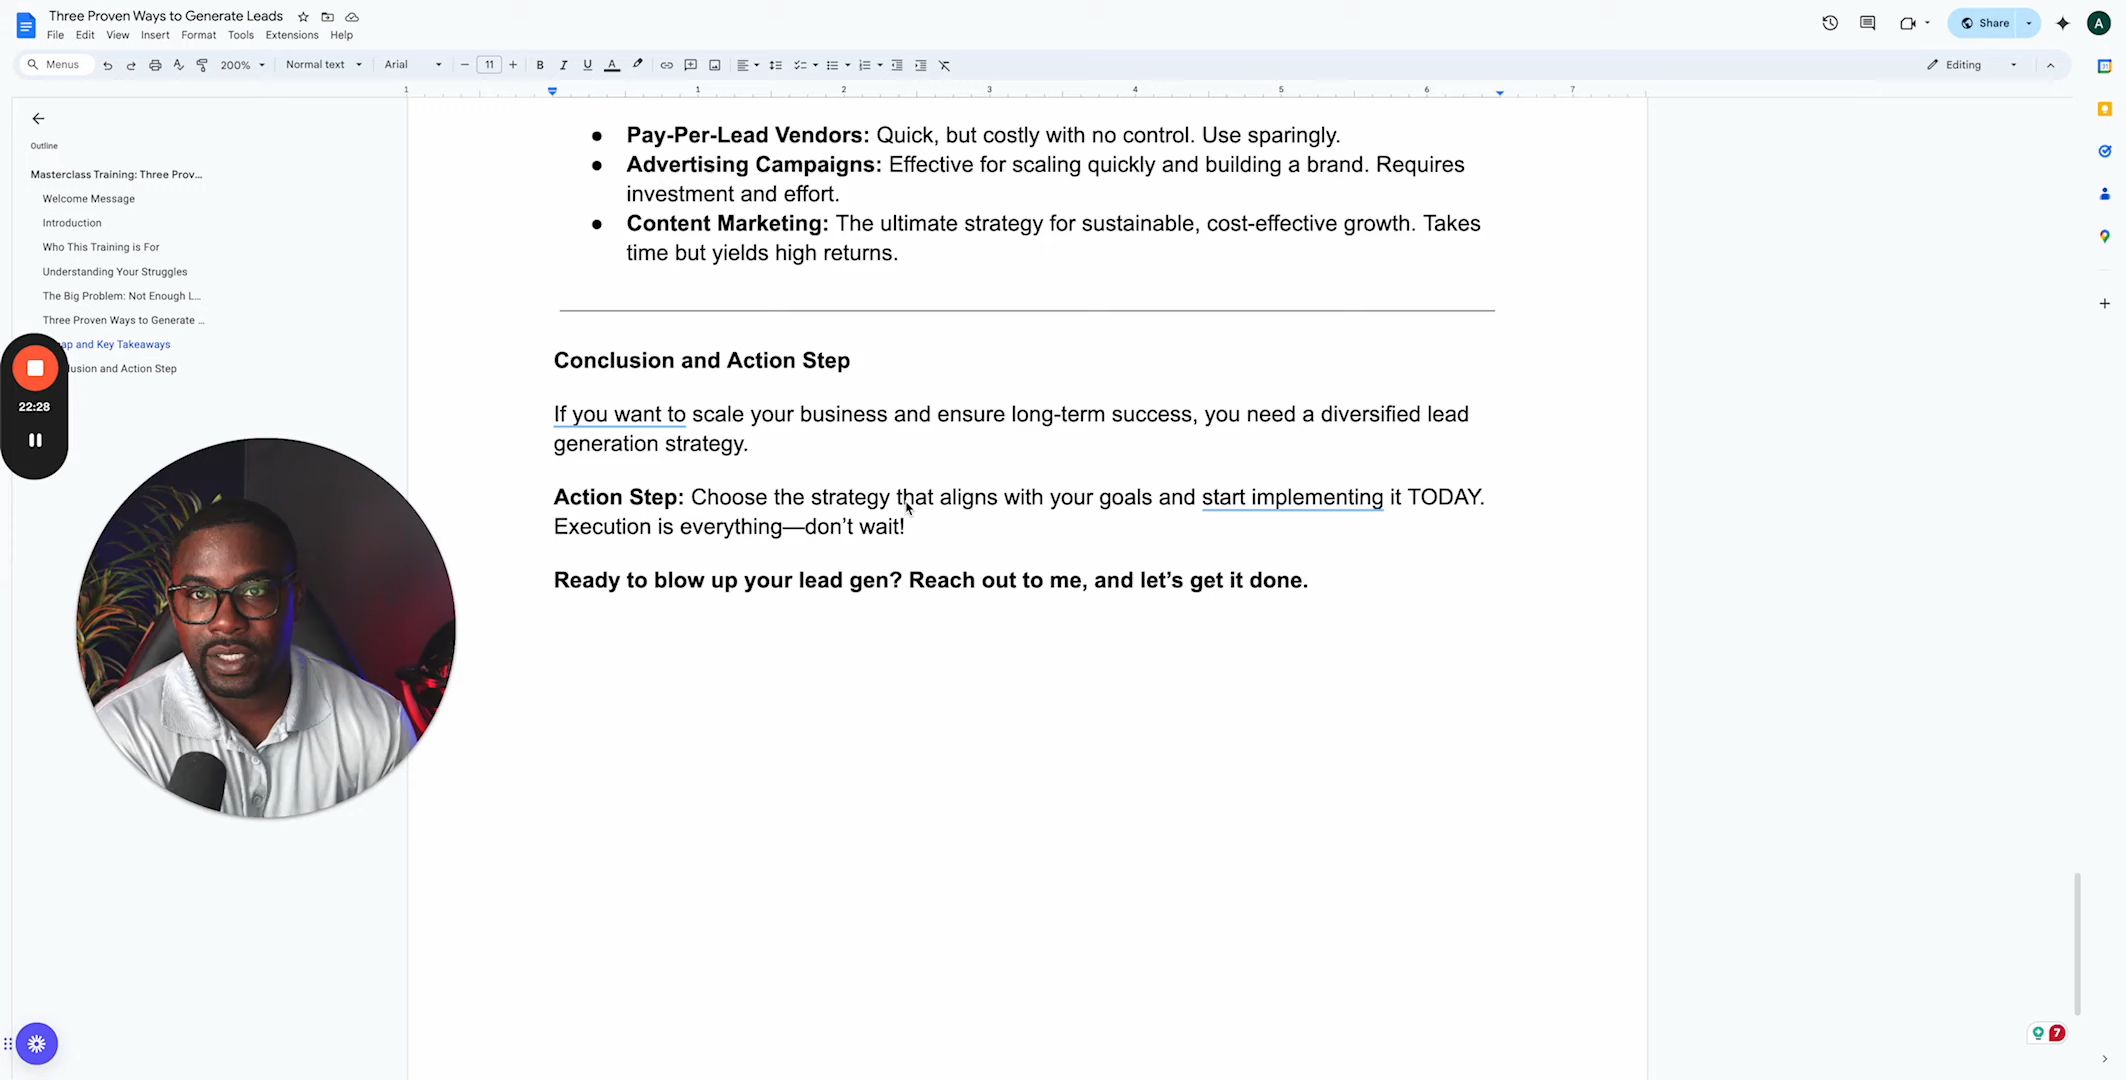 Three Proven Ways to Generate Leads
File Edit View Insert Format Tools Extensions Help
Share
A
Menus
200%
Normal text
Arial
11
B I U A
Editing
1 1 2 3 4 5 6 7
Outline
Masterclass Training: Three Prov...
Welcome Message
Introduction
Who This Training is For
Understanding Your Struggles
The Big Problem: Not Enough L...
Three Proven Ways to Generate ...
ap and Key Takeaways
lusion and Action Step
22:28
● Pay-Per-Lead Vendors: Quick, but costly with no control. Use sparingly.
● Advertising Campaigns: Effective for scaling quickly and building a brand. Requires
investment and effort.
● Content Marketing: The ultimate strategy for sustainable, cost-effective growth. Takes
time but yields high returns.
Conclusion and Action Step
If you want to scale your business and ensure long-term success, you need a diversified lead
generation strategy.
Action Step: Choose the strategy that aligns with your goals and start implementing it TODAY.
Execution is everything—don’t wait!
Ready to blow up your lead gen? Reach out to me, and let’s get it done.
7